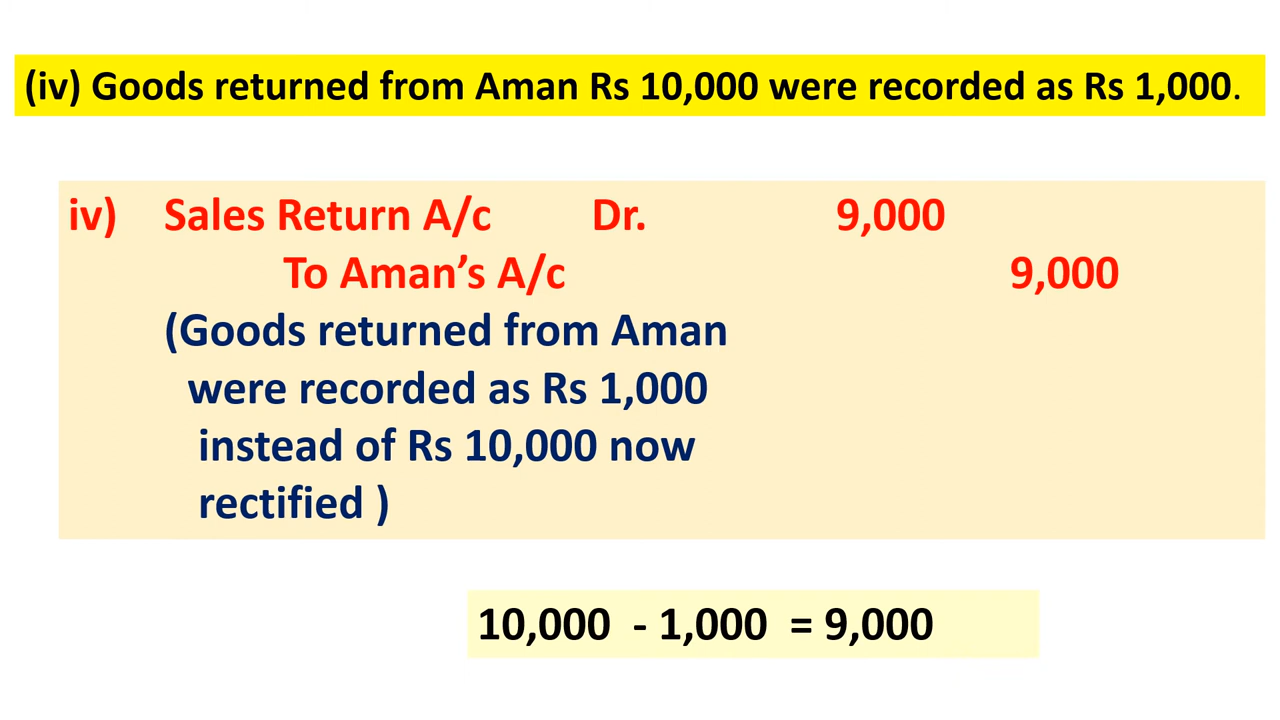 (iv) Goods returned from Aman Rs 10,000 were recorded as Rs 1,000.
iv) Sales Return A/c Dr. 9,000
To Aman’s A/c 9,000
(Goods returned from Aman
were recorded as Rs 1,000
instead of Rs 10,000 now
rectified )
10,000 - 1,000 = 9,000